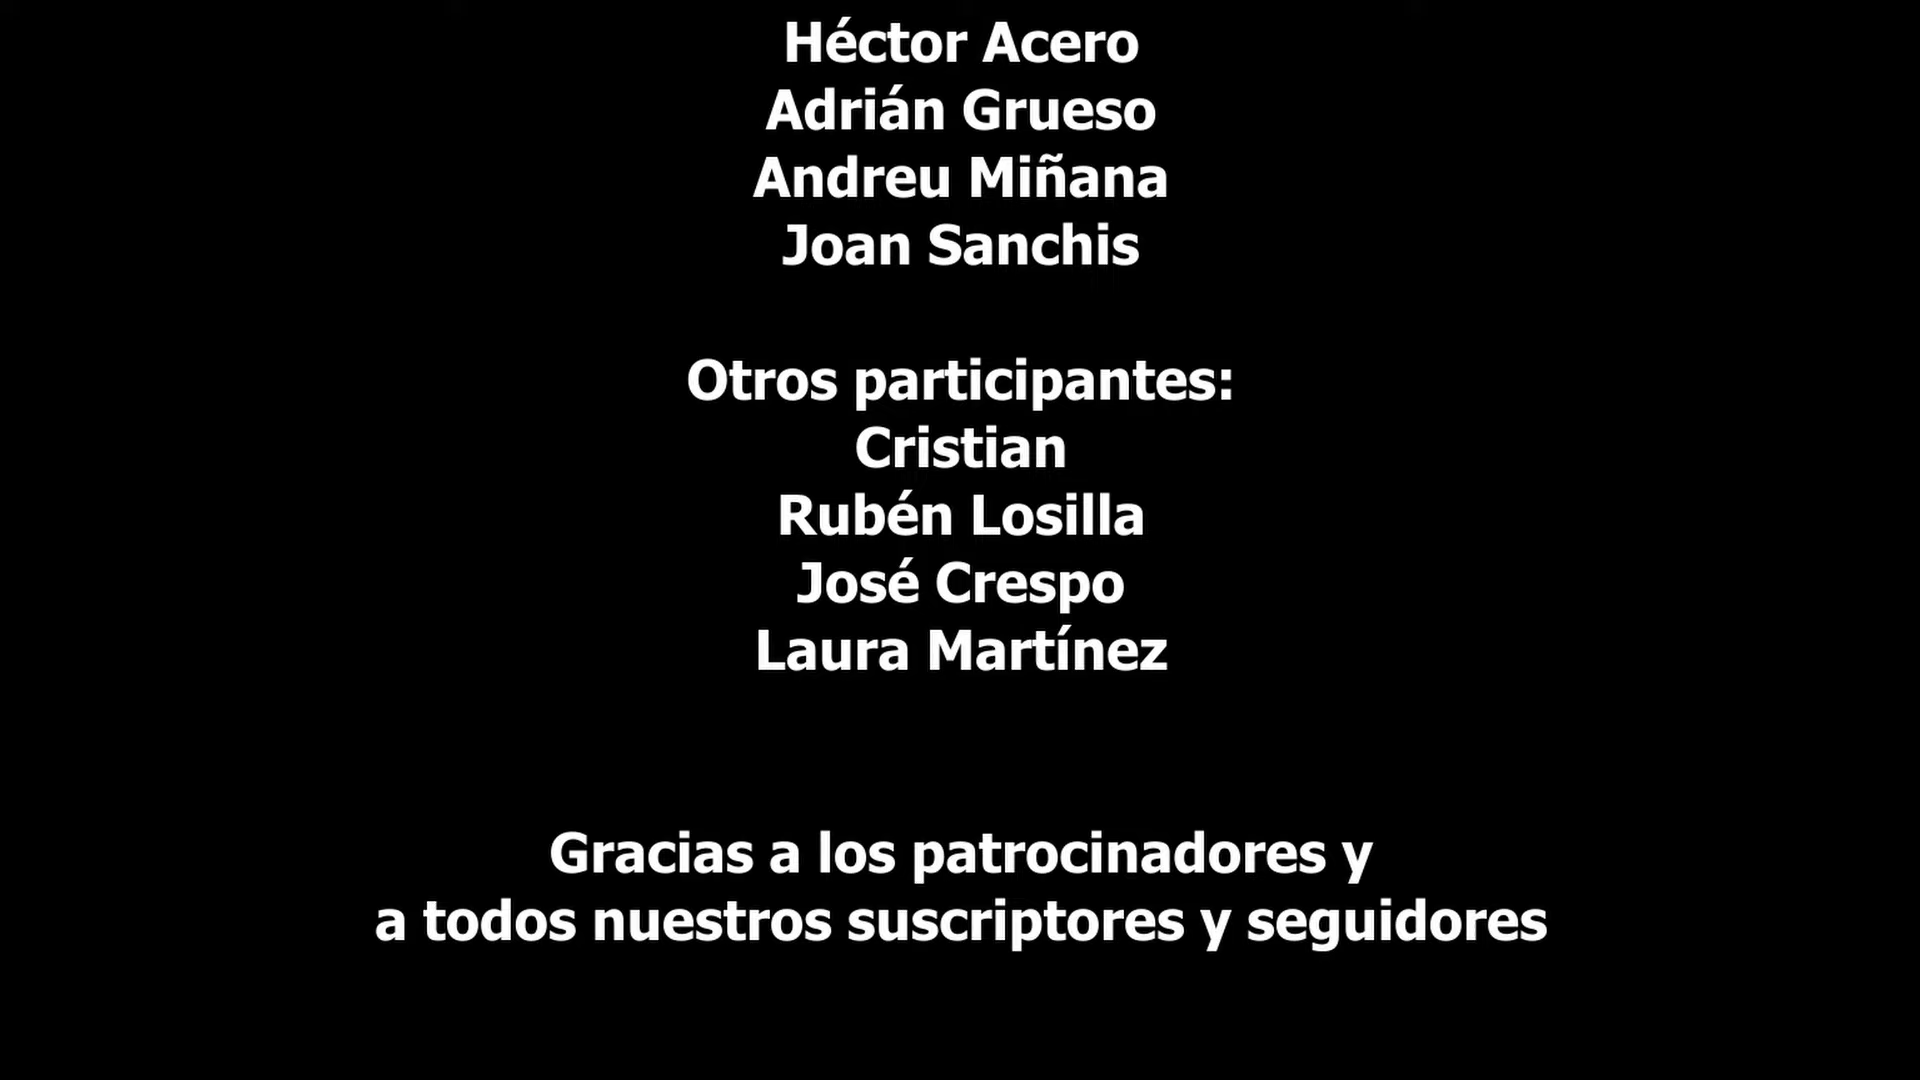 Héctor Acero
Adrián Grueso
Andreu Miñana
Joan Sanchis
Otros participantes:
Cristian
Rubén Losilla
José Crespo
Laura Martínez
Gracias a los patrocinadores y
a todos nuestros suscriptores y seguidores